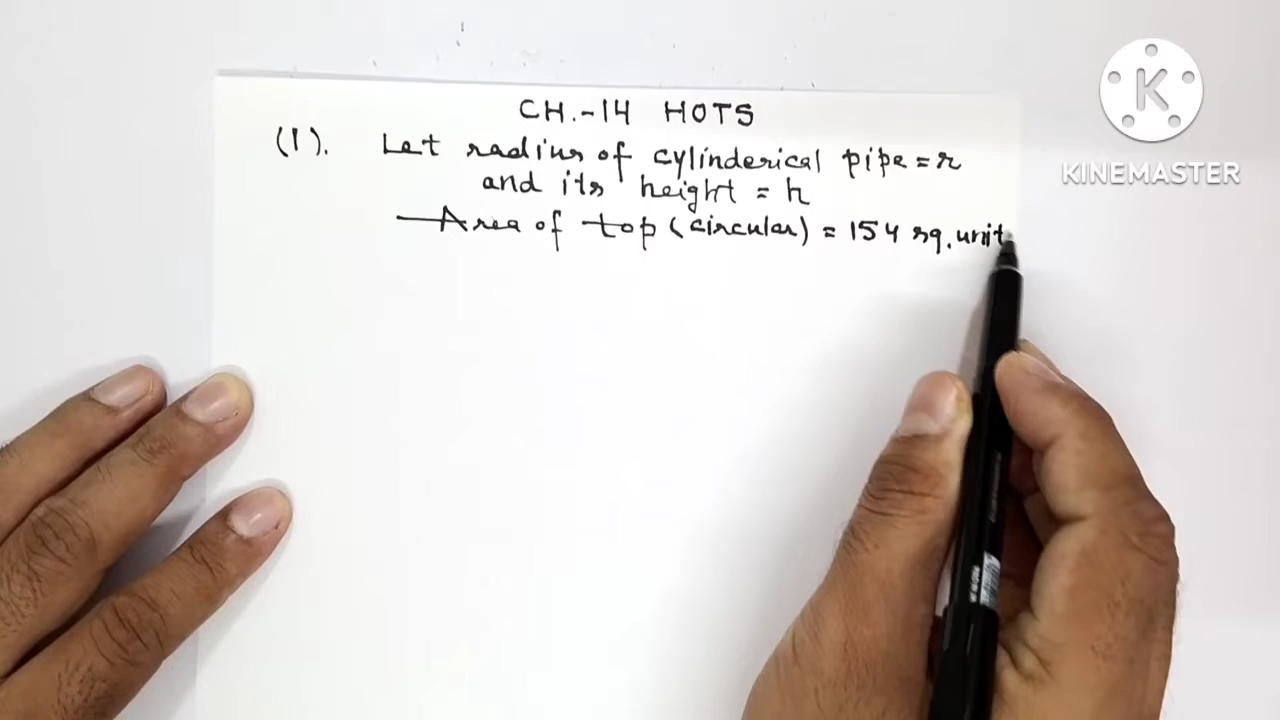 CH.-14 HOTS
(1). Let radius of cylinderical pipe = r
and its height = h
Area of top (circular) = 154 sq. unit
K
KINEMASTER